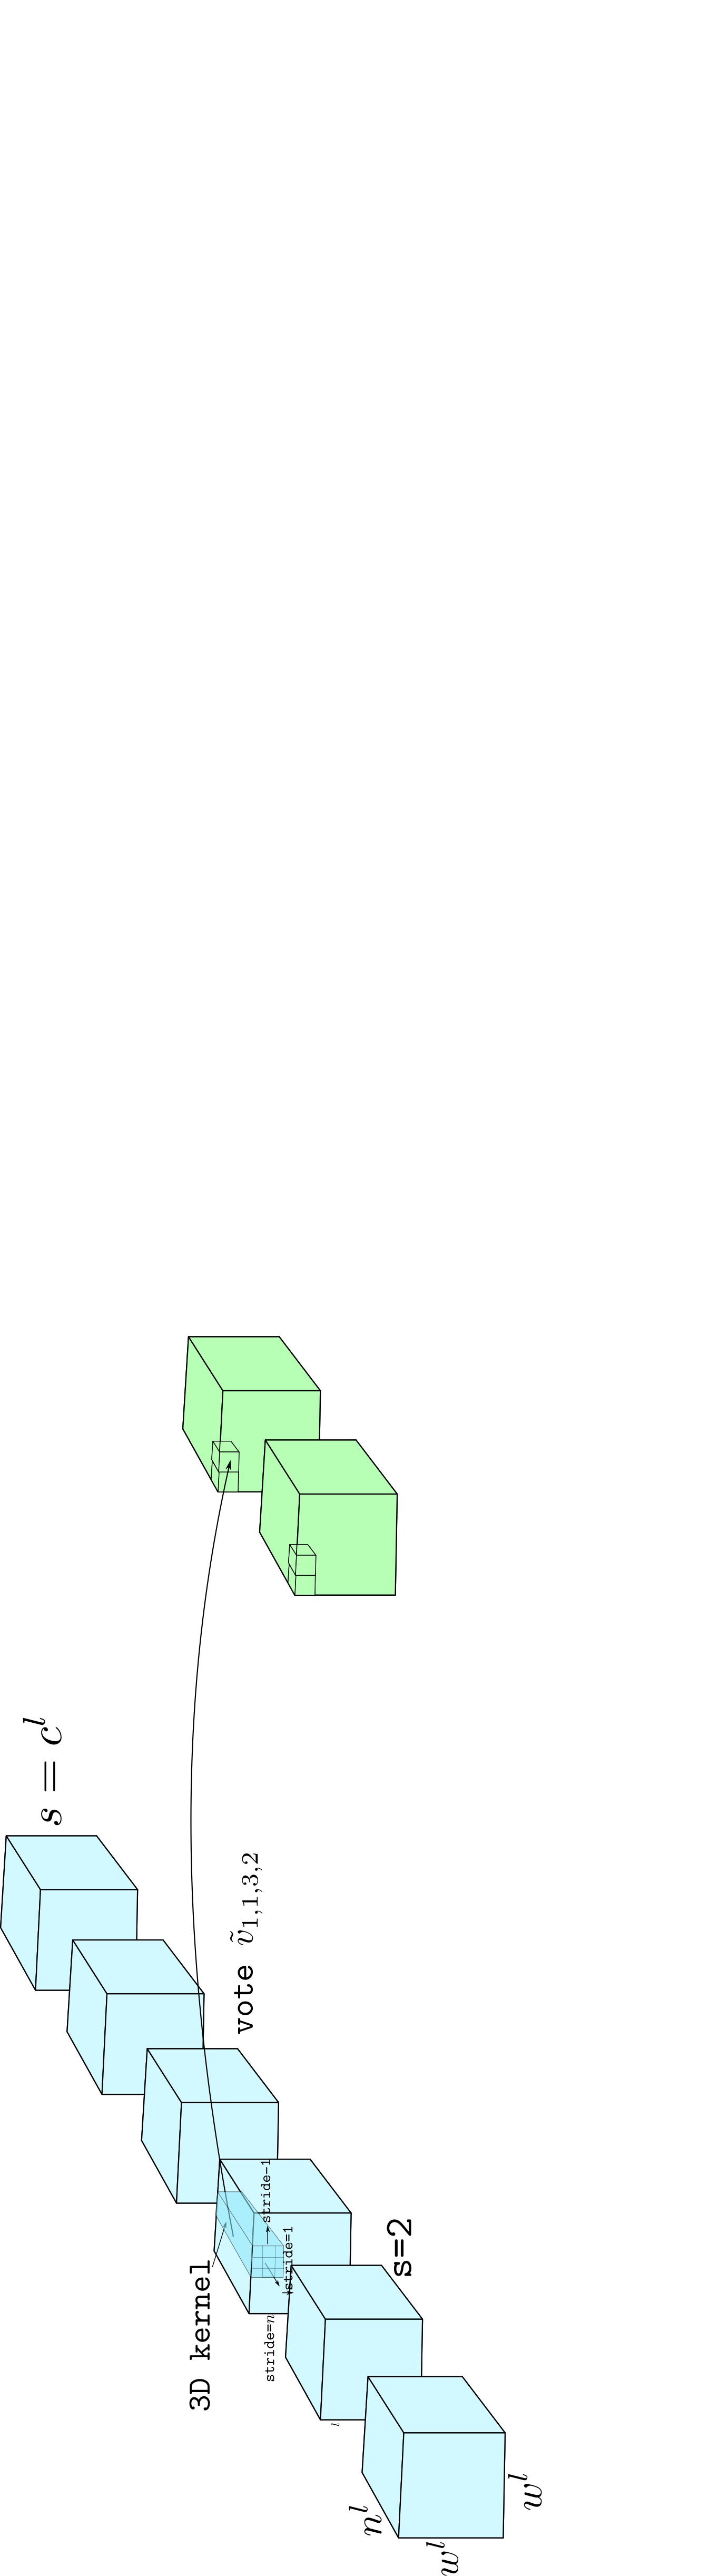 s = c^l
vote ṽ_{1,1,3,2}
stride-1
stride=1
s=2
3D kernel
stride=n
l
n^l
w^l
w^l